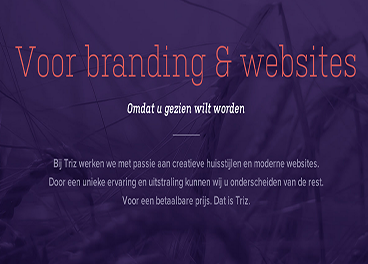 Voor branding & websites
Omdat u gezien wilt worden
Bij Triz werken we met passie aan creatieve huisstijlen en moderne websites.
Door een unieke ervaring en uitstraling kunnen wij u onderscheiden van de rest.
Voor een betaalbare prijs. Dat is Triz.